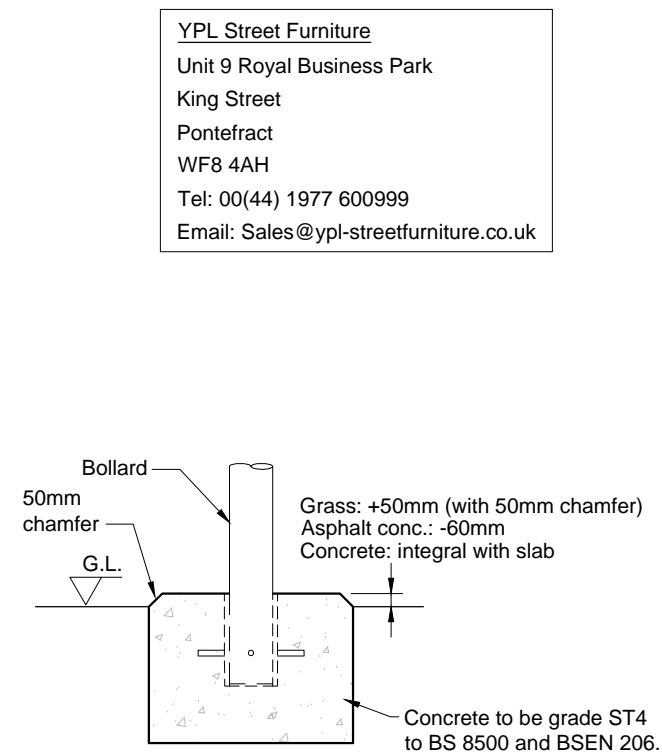 YPL Street Furniture
Unit 9 Royal Business Park
King Street
Pontefract
WF8 4AH
Tel: 00(44) 1977 600999
Email: Sales@ypl-streetfurniture.co.uk
Bollard
50mm
chamfer
G.L.
Grass: +50mm (with 50mm chamfer)
Asphalt conc.: -60mm
Concrete: integral with slab
Concrete to be grade ST4
to BS 8500 and BSEN 206.